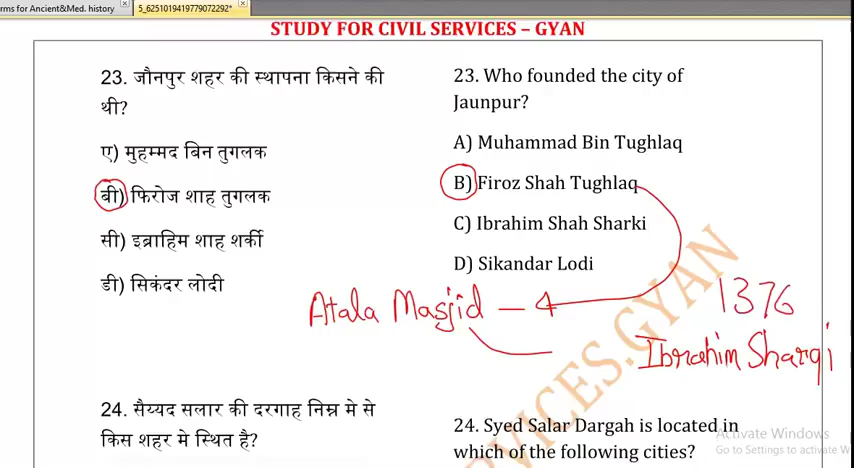 rms for Ancient&Med. history
5_6251019419779072292*
STUDY FOR CIVIL SERVICES – GYAN
23. जौनपुर शहर की स्थापना किसने की
थी?
ए) मुहम्मद बिन तुगलक
बी) फिरोज शाह तुगलक
सी) इब्राहिम शाह शर्की
डी) सिकंदर लोदी
23. Who founded the city of
Jaunpur?
A) Muhammad Bin Tughlaq
B) Firoz Shah Tughlaq
C) Ibrahim Shah Sharki
D) Sikandar Lodi
Atala Masjid – 4
1376
Ibrahim Sharqi
24. सैय्यद सलार की दरगाह निम्न मे से
किस शहर मे स्थित है?
24. Syed Salar Dargah is located in
which of the following cities?
VICES.GYAN
Activate Windows
Go to Settings to activate W